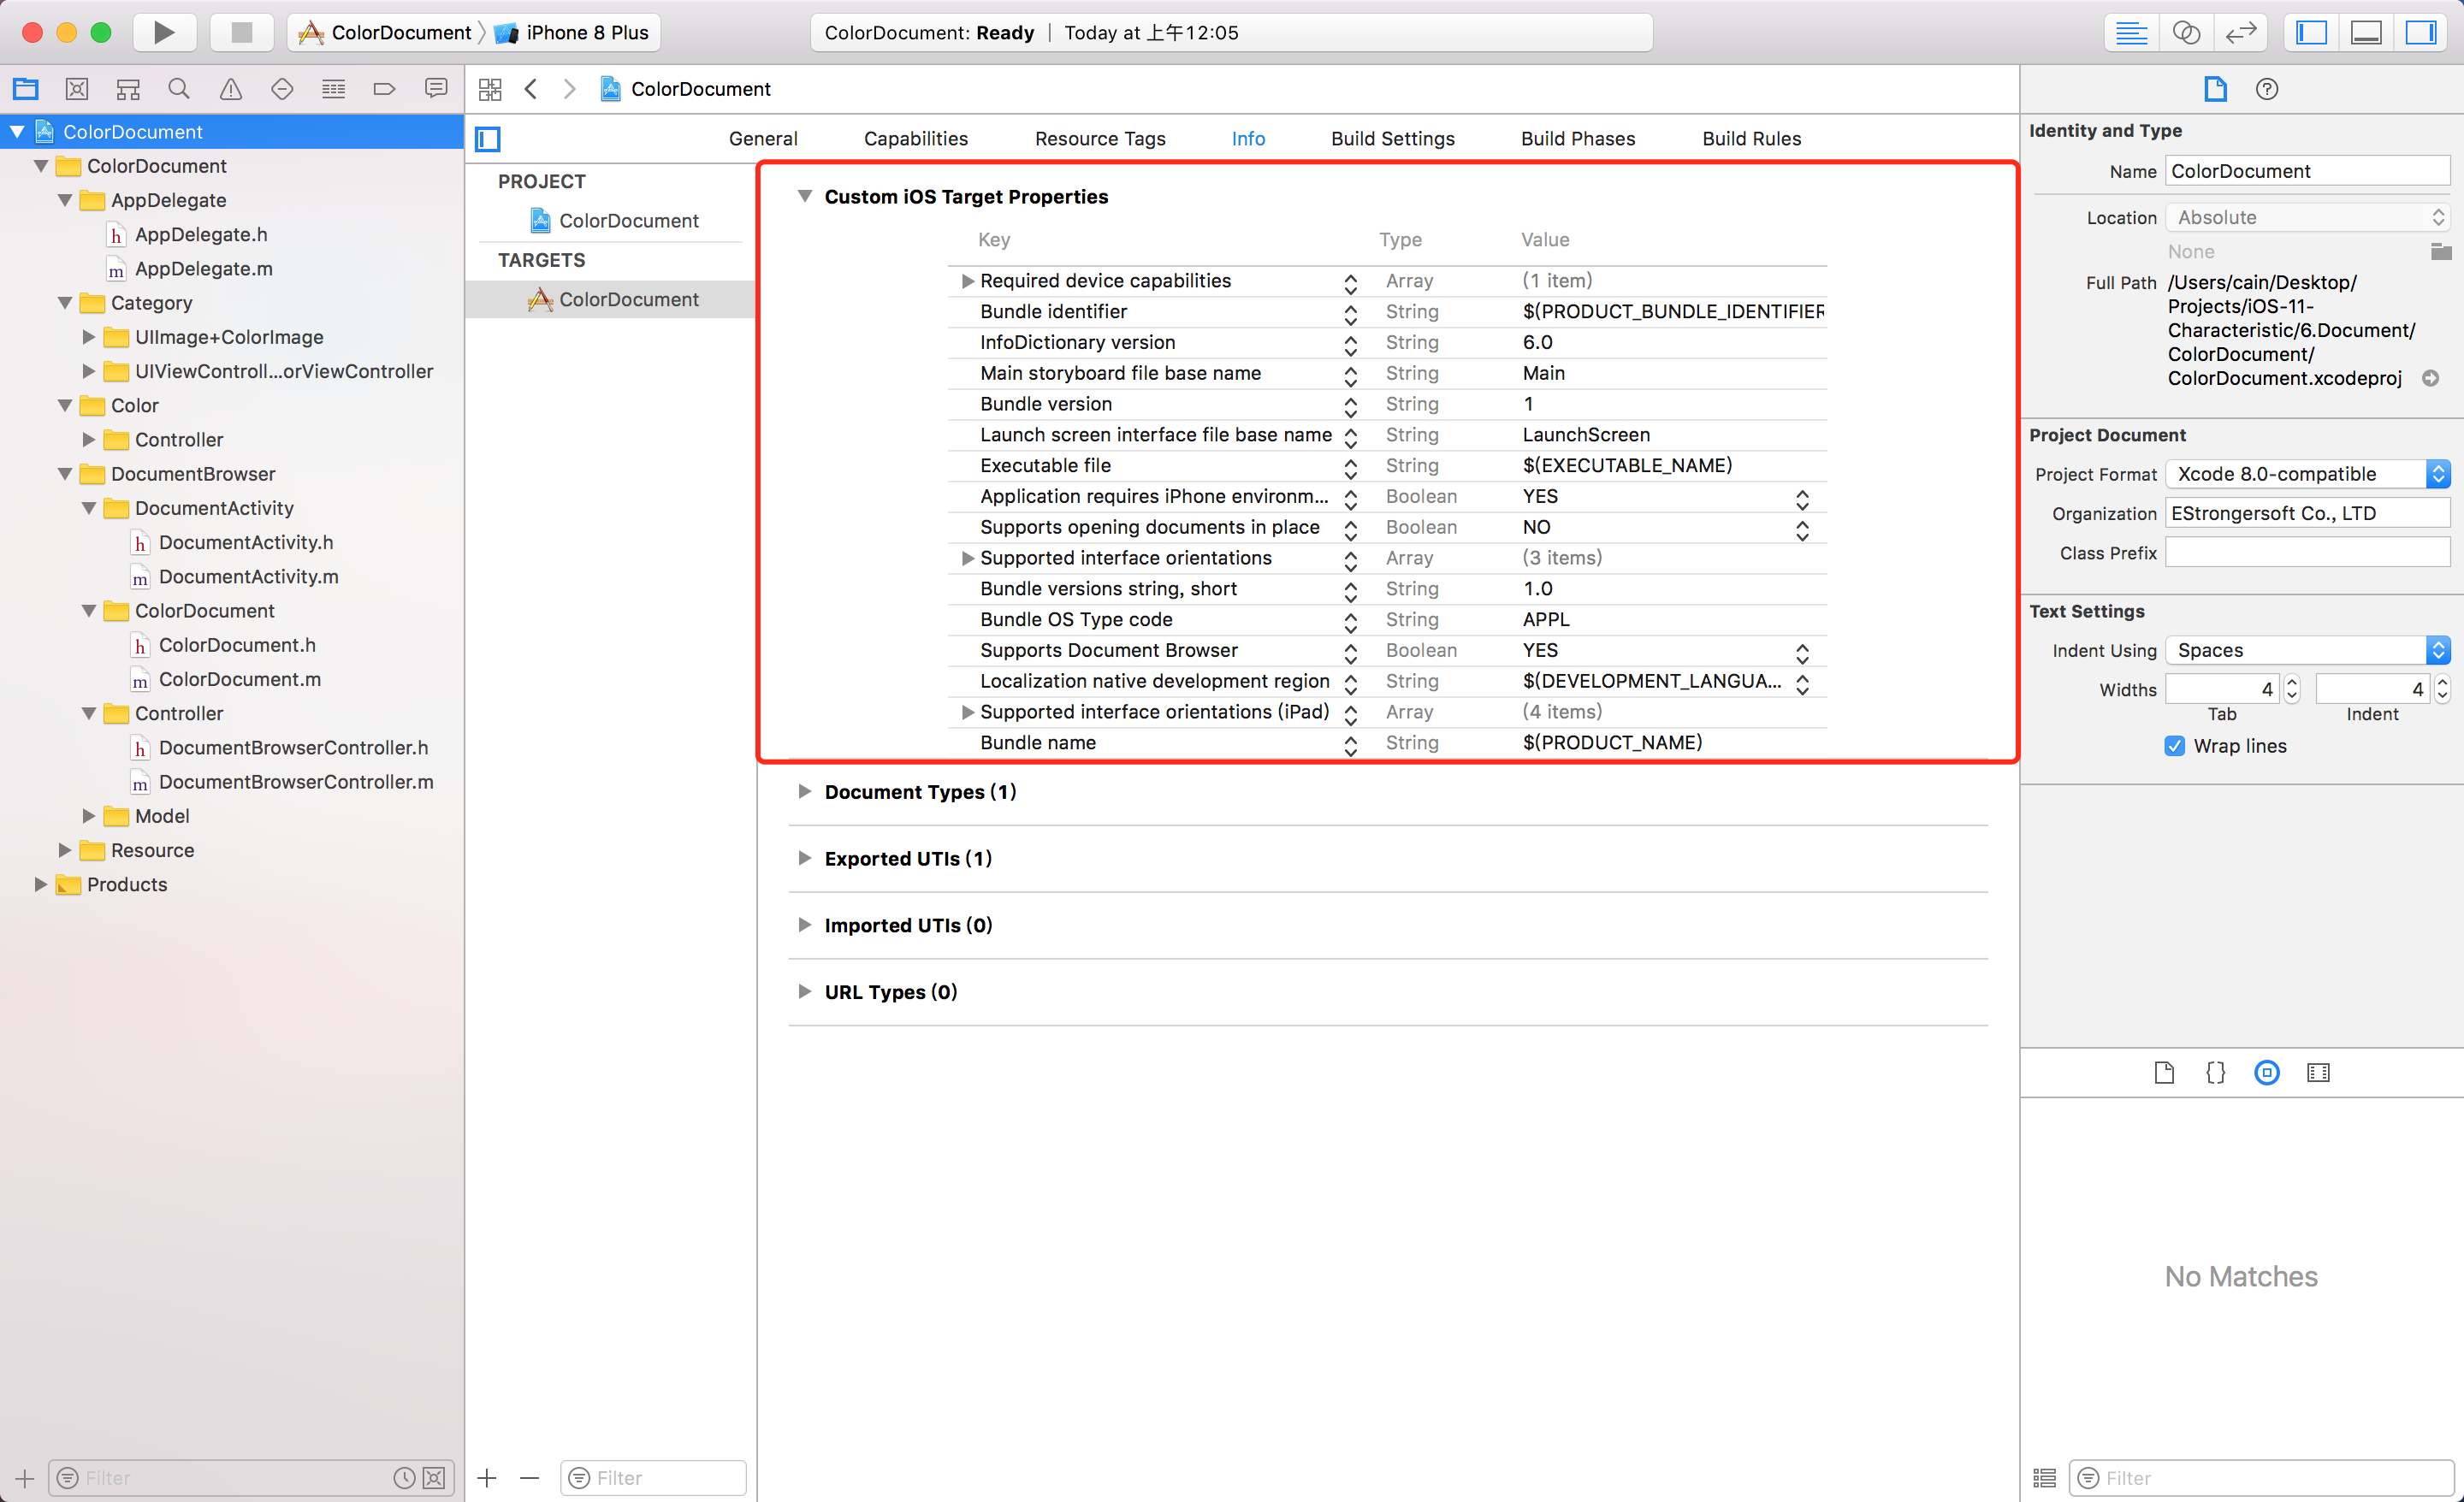 ColorDocument
iPhone 8 Plus
ColorDocument: Ready | Today at 上午12:05
ColorDocument
ColorDocument
AppDelegate
AppDelegate.h
AppDelegate.m
Category
UIImage+ColorImage
UIViewControll...orViewController
Color
Controller
DocumentBrowser
DocumentActivity
DocumentActivity.h
DocumentActivity.m
ColorDocument
ColorDocument.h
ColorDocument.m
Controller
DocumentBrowserController.h
DocumentBrowserController.m
Model
Resource
Products
Filter
ColorDocument
General Capabilities Resource Tags Info Build Settings Build Phases Build Rules
PROJECT
ColorDocument
TARGETS
ColorDocument
Filter
Custom iOS Target Properties
Key Type Value
Required device capabilities Array (1 item)
Bundle identifier String $(PRODUCT_BUNDLE_IDENTIFIER
InfoDictionary version String 6.0
Main storyboard file base name String Main
Bundle version String 1
Launch screen interface file base name String LaunchScreen
Executable file String $(EXECUTABLE_NAME)
Application requires iPhone environm... Boolean YES
Supports opening documents in place Boolean NO
Supported interface orientations Array (3 items)
Bundle versions string, short String 1.0
Bundle OS Type code String APPL
Supports Document Browser Boolean YES
Localization native development region String $(DEVELOPMENT_LANGUA...
Supported interface orientations (iPad) Array (4 items)
Bundle name String $(PRODUCT_NAME)
Document Types (1)
Exported UTIs (1)
Imported UTIs (0)
URL Types (0)
Identity and Type
Name ColorDocument
Location Absolute
None
Full Path /Users/cain/Desktop/
Projects/iOS-11-
Characteristic/6.Document/
ColorDocument/
ColorDocument.xcodeproj
Project Document
Project Format Xcode 8.0-compatible
Organization EStrongersoft Co., LTD
Class Prefix
Text Settings
Indent Using Spaces
Widths 4 4
Tab Indent
Wrap lines
No Matches
Filter